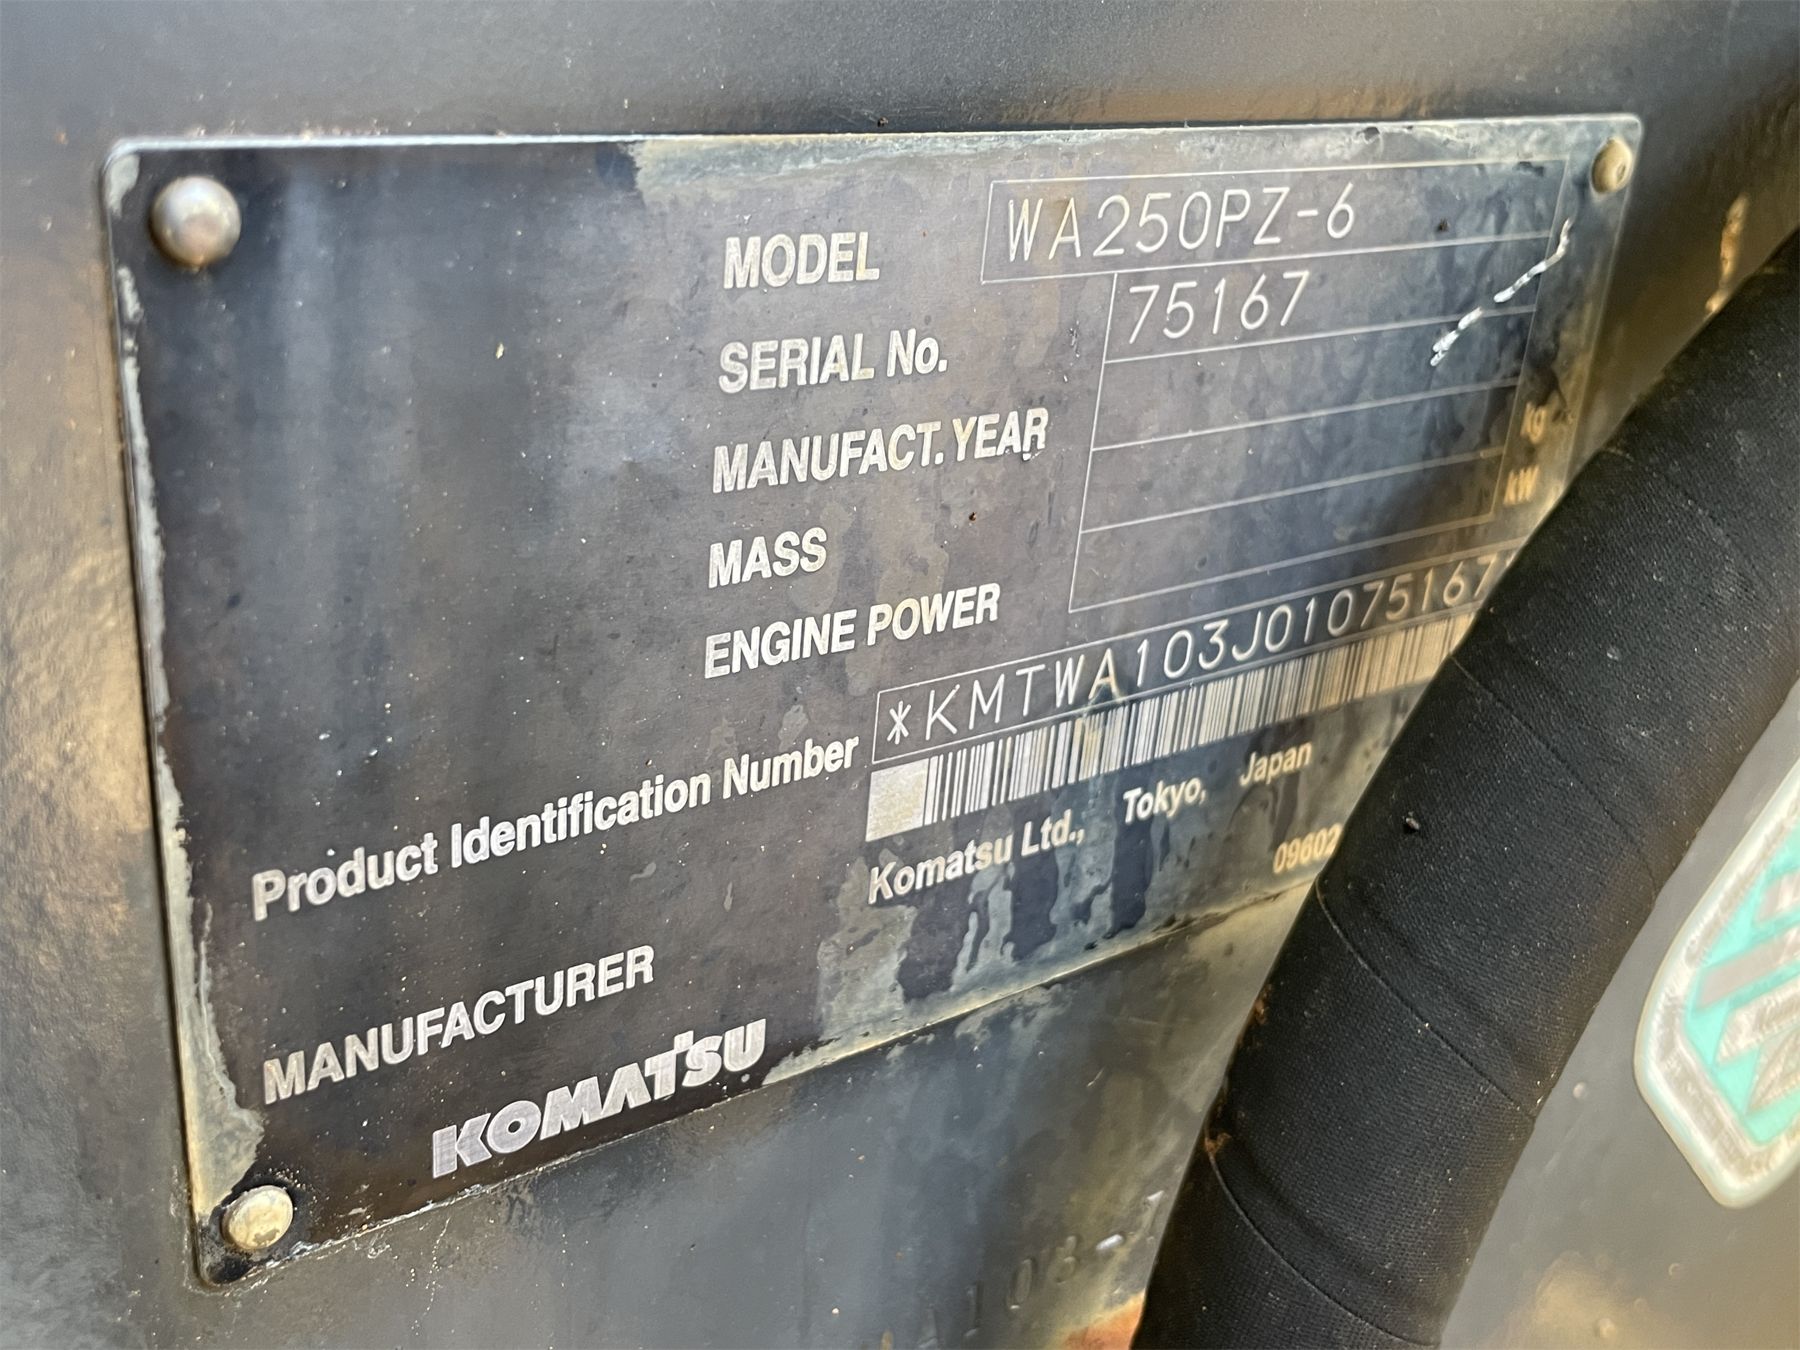 MODEL WA250PZ-6
SERIAL No. 75167
MANUFACT. YEAR
MASS kg
ENGINE POWER kW
Product Identification Number *KMTWA103J01075167
Komatsu Ltd., Tokyo, Japan
09602
MANUFACTURER
KOMATSU